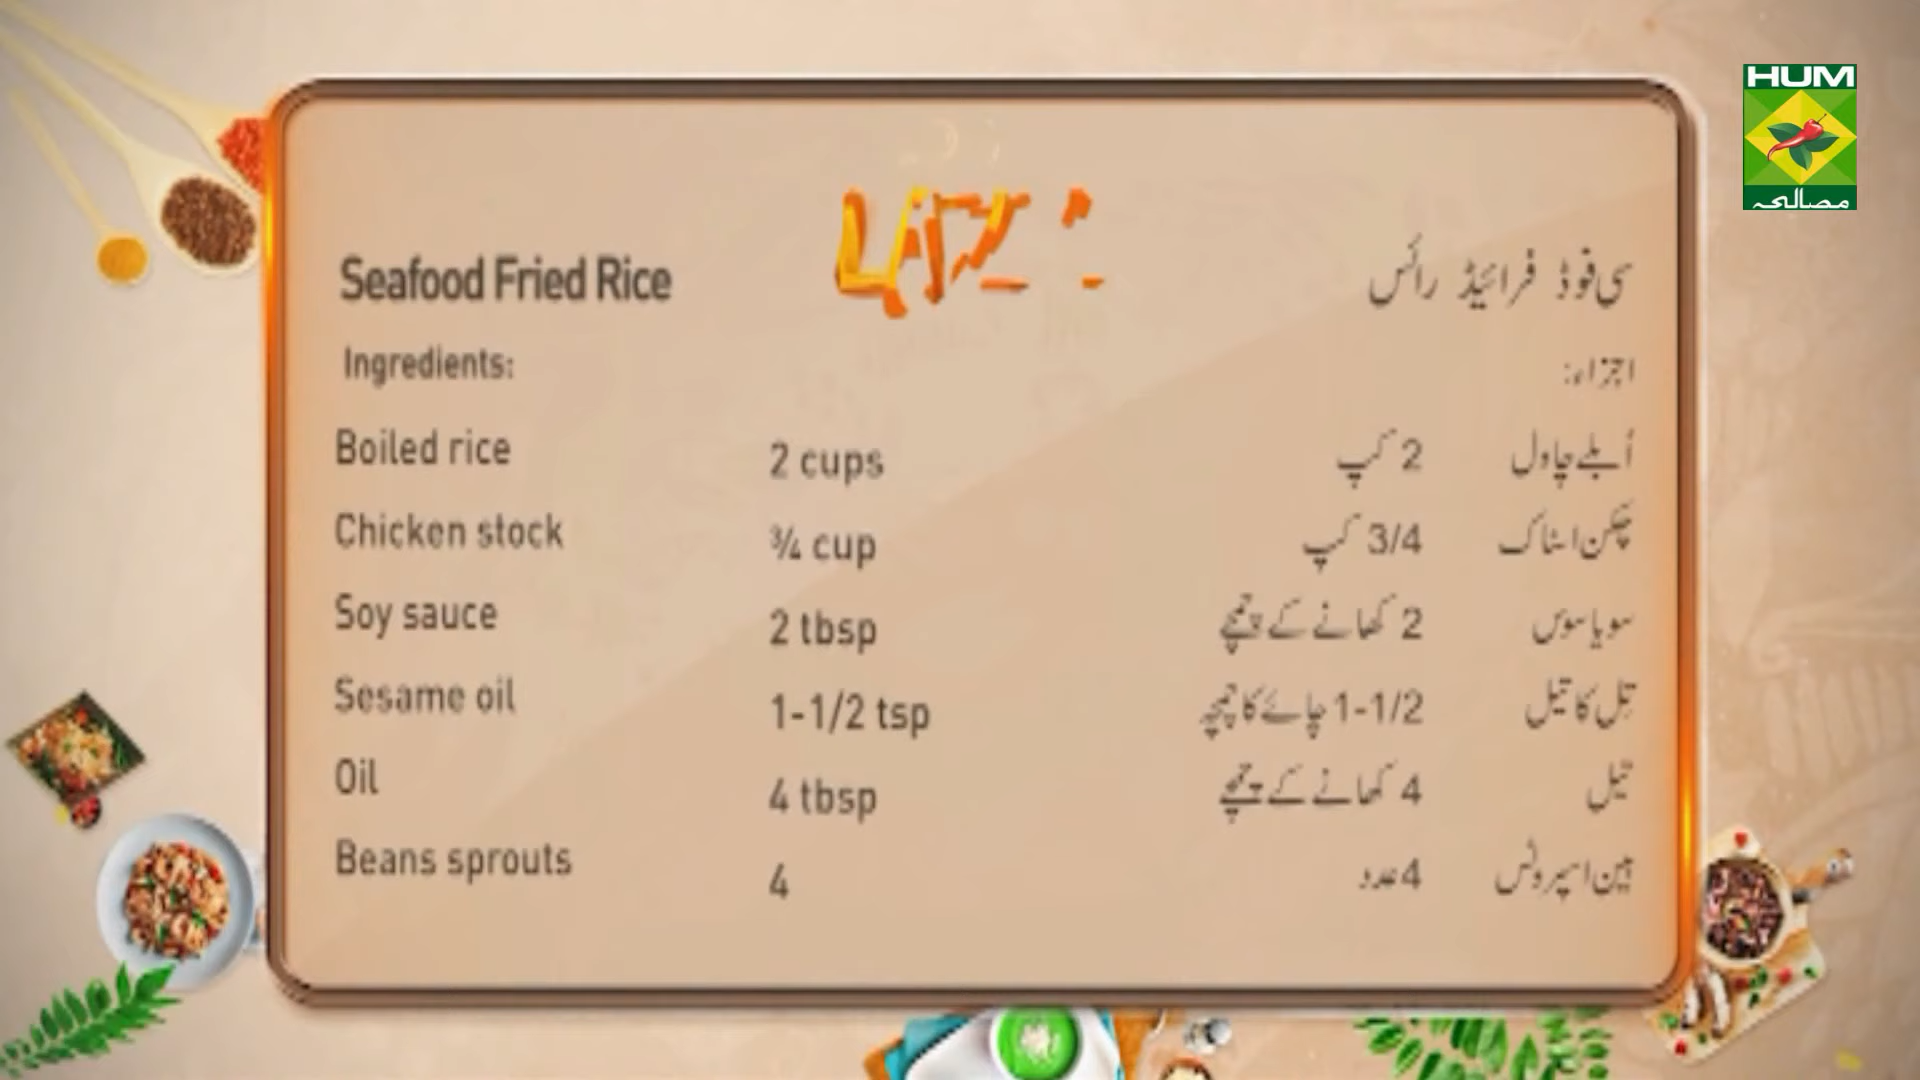 HUM
مصالحہ
Seafood Fried Rice سی فوڈ فرائیڈ رائس
Ingredients: اجزاء:
Boiled rice 2 cups اُبلے چاول 2 کپ
Chicken stock ¾ cup چکن اسٹاک 3/4 کپ
Soy sauce 2 tbsp سویا سوس 2 کھانے کے چمچے
Sesame oil 1-1/2 tsp تِل کا تیل 1-1/2 چائے کا چمچہ
Oil 4 tbsp تیل 4 کھانے کے چمچے
Beans sprouts 4 بین اسپروٹس 4 عدد